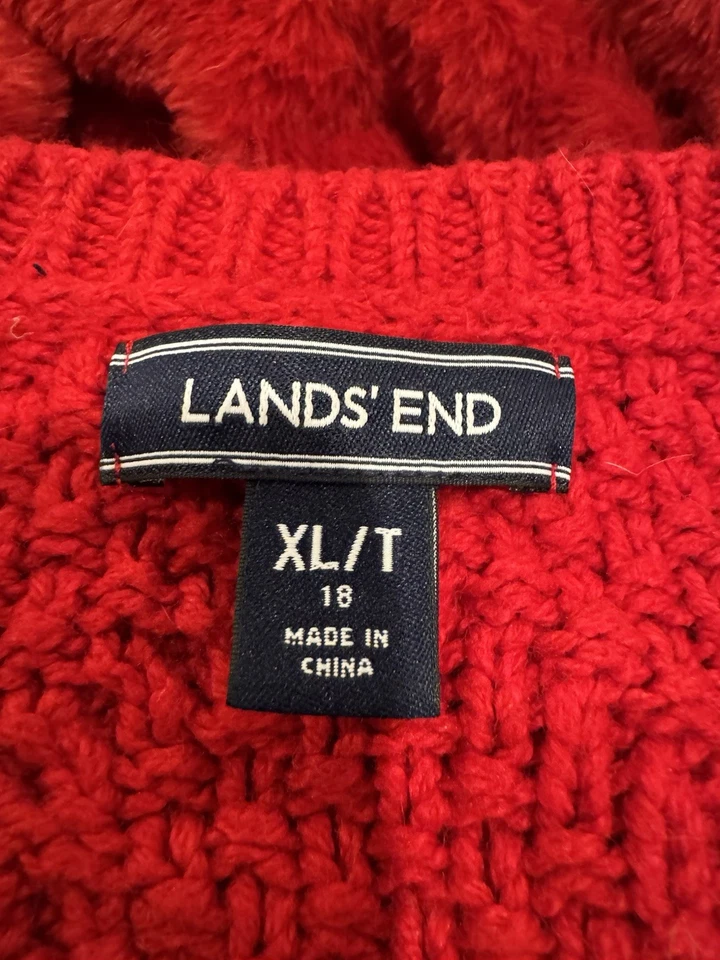 LANDS' END
XL/T
18
MADE IN
CHINA